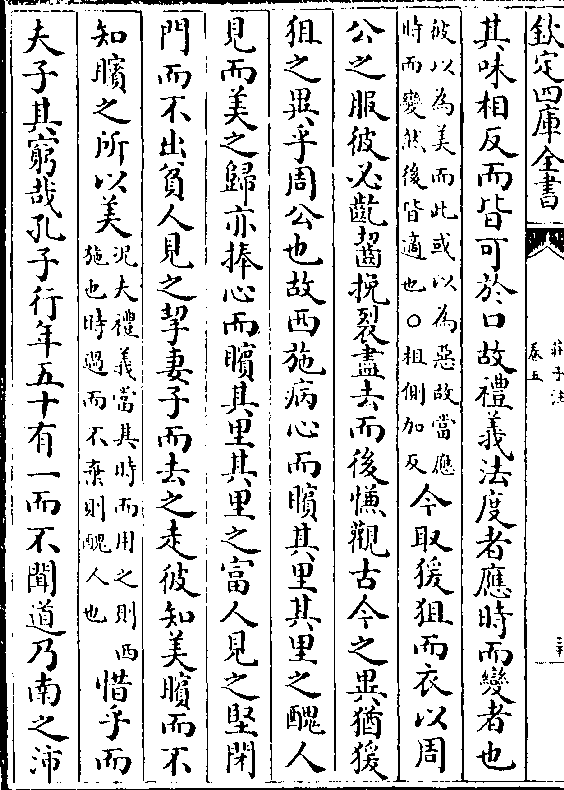 欽定四庫全書
莊子注
卷五
其味相反而皆可於口故禮義法度者應時而變者也
彼以為美而此或以為惡故當應
時而變然後皆適也○柤側加反
今取猨狙而衣以周
公之服彼必齕齧挽裂盡去而後慊觀古今之異猶猨
狙之異乎周公也故西施病心而矉其里其里之醜人
見而美之歸亦捧心而矉其里其里之富人見之堅閉
門而不出貧人見之挈妻子而去之走彼知美矉而不
知矉之所以美
況夫禮義當其時而用之則西
施也時過而不棄則醜人也
惜乎而
夫子其窮哉孔子行年五十有一而不聞道乃南之沛